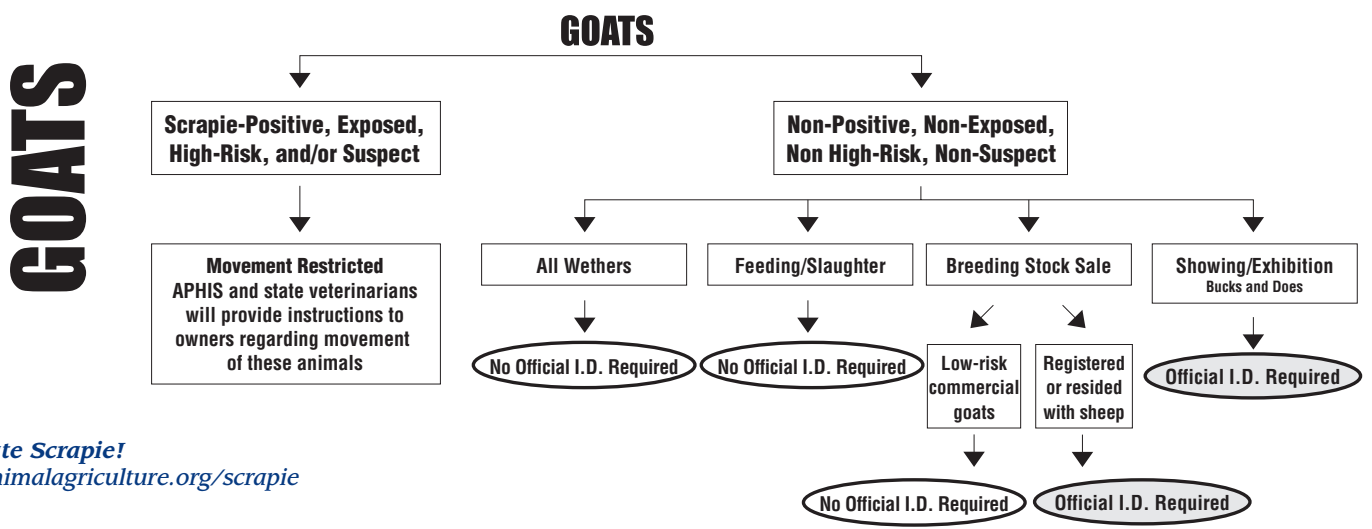 GOATS
GOATS
Scrapie-Positive, Exposed,
High-Risk, and/or Suspect
Non-Positive, Non-Exposed,
Non High-Risk, Non-Suspect
Movement Restricted
APHIS and state veterinarians
will provide instructions to
owners regarding movement
of these animals
All Wethers
Feeding/Slaughter
Breeding Stock Sale
Showing/Exhibition
Bucks and Does
No Official I.D. Required
No Official I.D. Required
Low-risk
commercial
goats
Registered
or resided
with sheep
Official I.D. Required
No Official I.D. Required
Official I.D. Required
Scrapie!
/scrapie